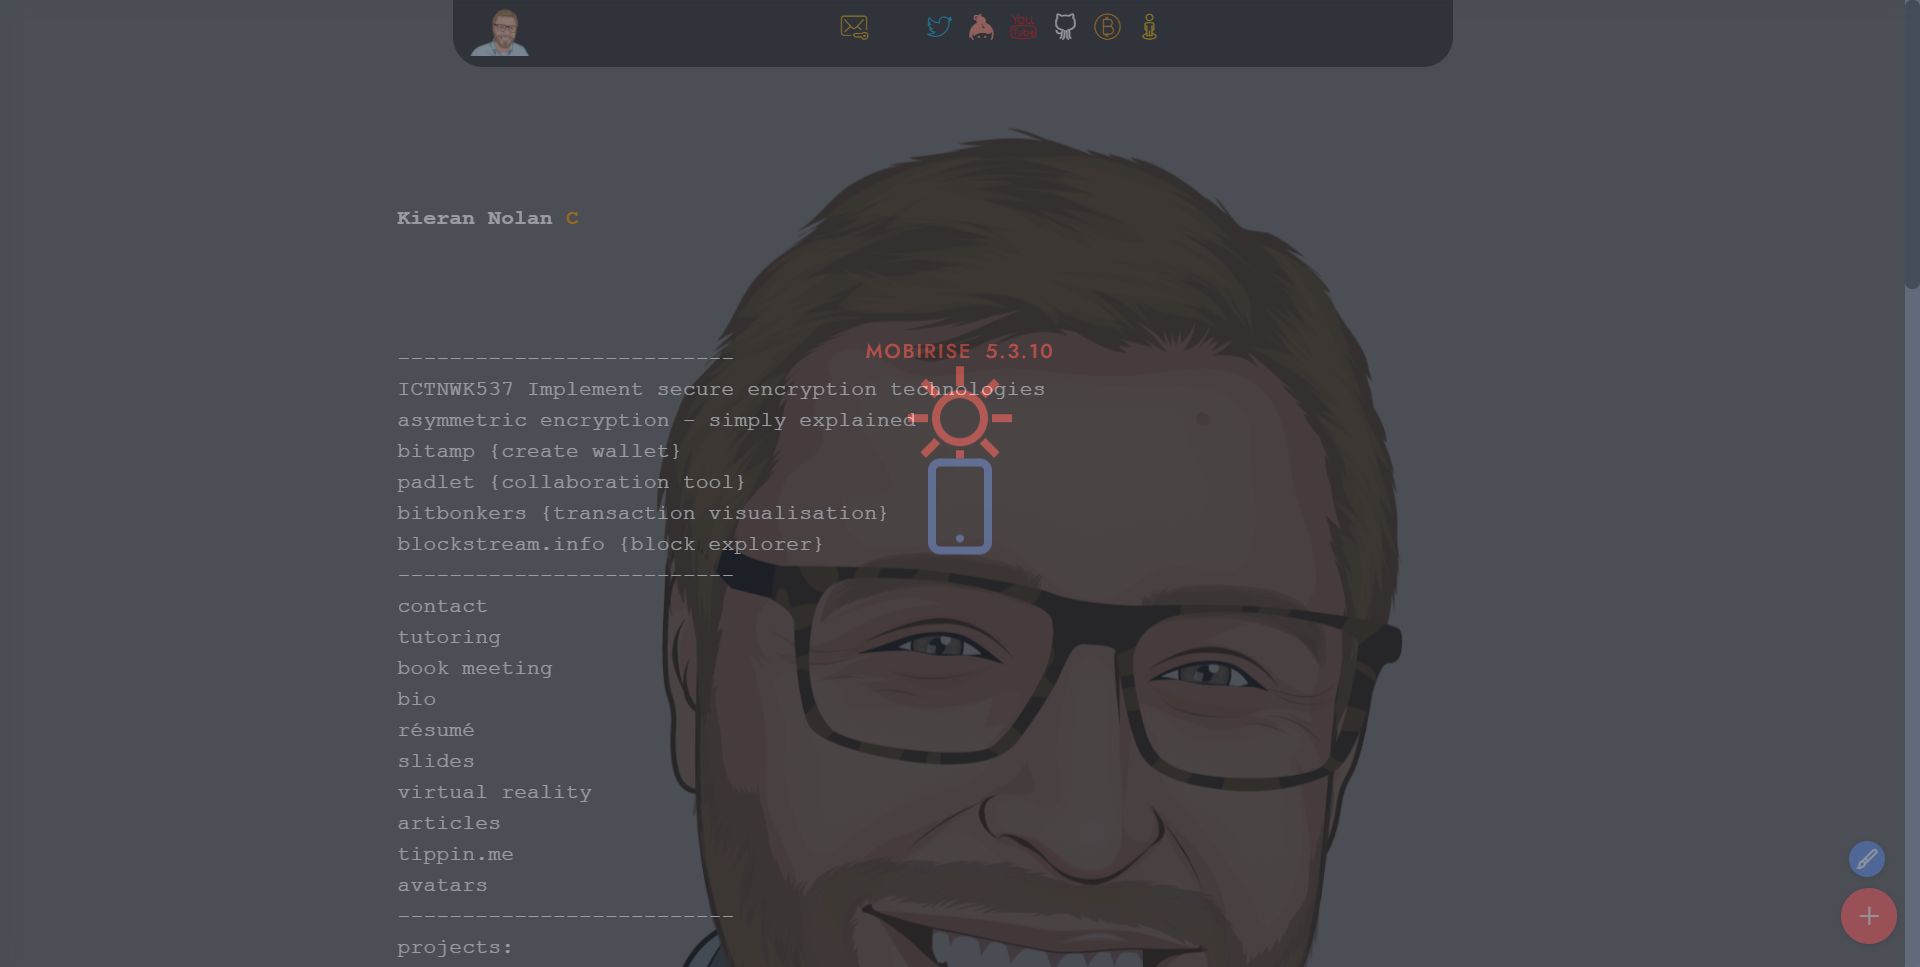 You
Tube
Kieran Nolan C
--------------------------
MOBIRISE 5.3.10
ICTNWK537 Implement secure encryption technologies
asymmetric encryption - simply explained
bitamp {create wallet}
padlet {collaboration tool}
bitbonkers {transaction visualisation}
blockstream.info {block explorer}
--------------------------
contact
tutoring
book meeting
bio
résumé
slides
virtual reality
articles
tippin.me
avatars
--------------------------
projects: